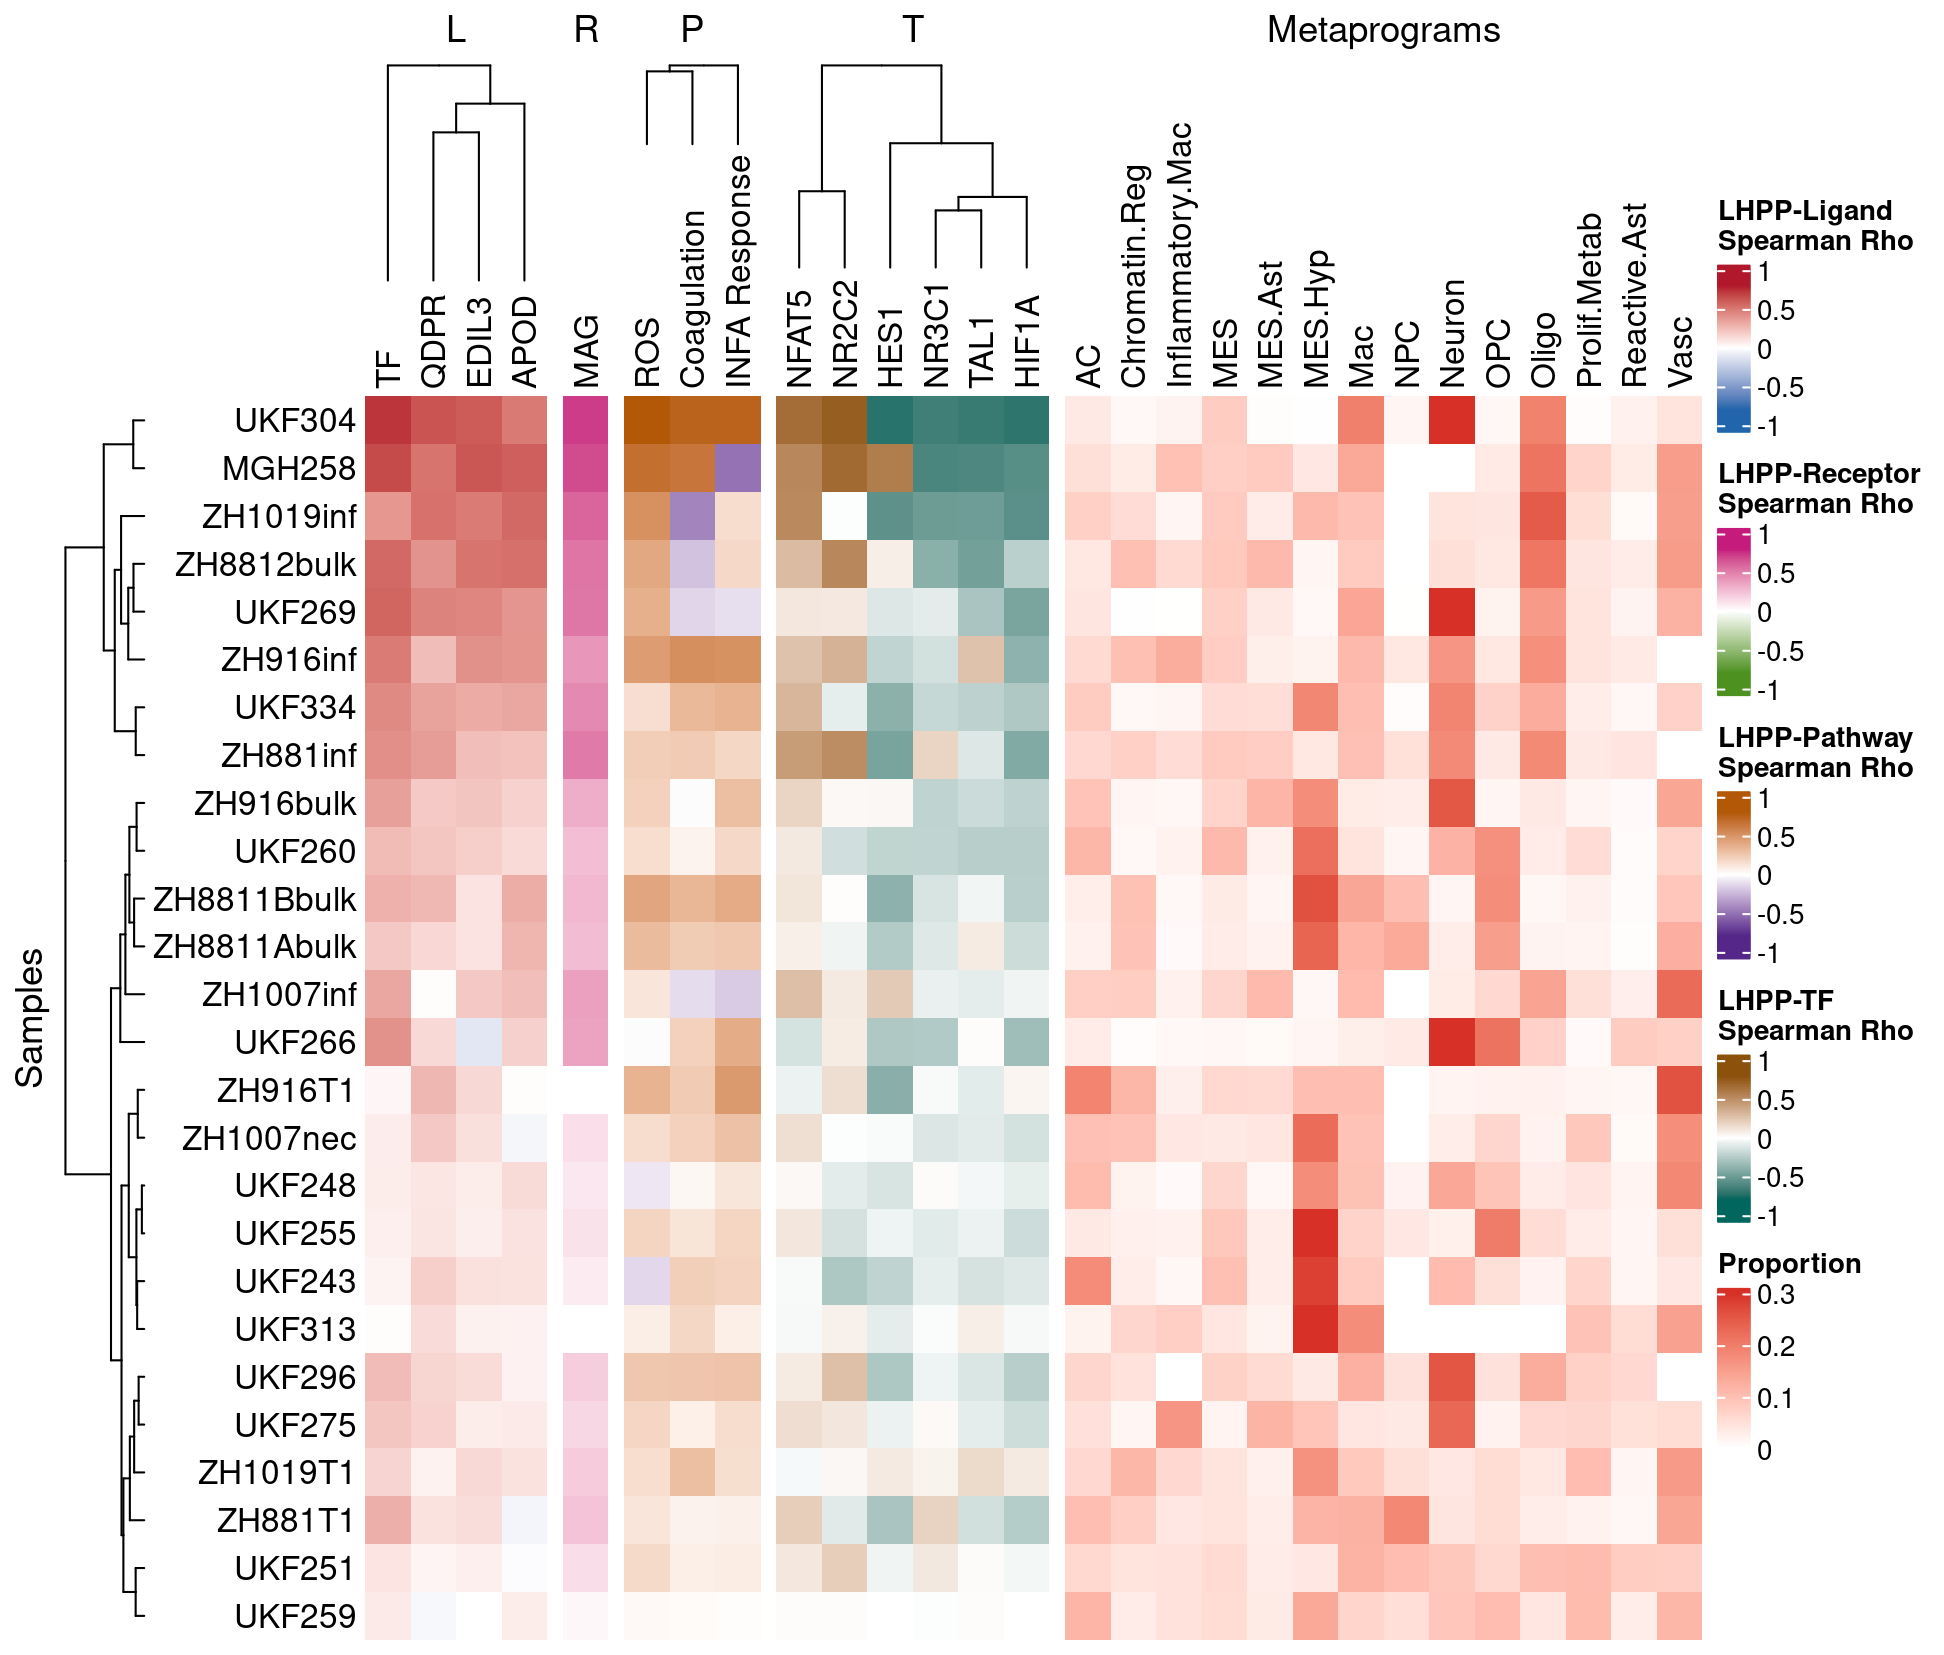 L R P T Metaprograms
TF
QDPR
EDIL3
APOD
MAG
ROS
Coagulation
INFA Response
NFAT5
NR2C2
HES1
NR3C1
TAL1
HIF1A
AC
Chromatin.Reg
Inflammatory.Mac
MES
MES.Ast
MES.Hyp
Mac
NPC
Neuron
OPC
Oligo
Prolif.Metab
Reactive.Ast
Vasc
Samples
UKF304
MGH258
ZH1019inf
ZH8812bulk
UKF269
ZH916inf
UKF334
ZH881inf
ZH916bulk
UKF260
ZH8811Bbulk
ZH8811Abulk
ZH1007inf
UKF266
ZH916T1
ZH1007nec
UKF248
UKF255
UKF243
UKF313
UKF296
UKF275
ZH1019T1
ZH881T1
UKF251
UKF259
LHPP-Ligand
Spearman Rho
1
0.5
0
-0.5
-1
LHPP-Receptor
Spearman Rho
1
0.5
0
-0.5
-1
LHPP-Pathway
Spearman Rho
1
0.5
0
-0.5
-1
LHPP-TF
Spearman Rho
1
0.5
0
-0.5
-1
Proportion
0.3
0.2
0.1
0